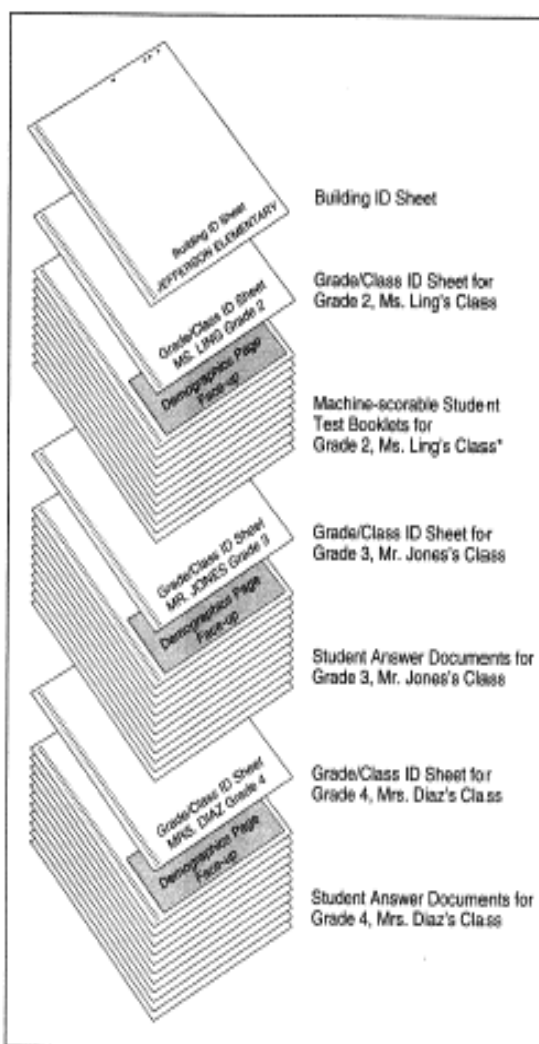 Building ID Sheet
JEFFERSON ELEMENTARY
Building ID Sheet
Grade/Class ID Sheet
MS. LING Grade 2
Grade/Class ID Sheet for
Grade 2, Ms. Ling's Class
Demographics Page
Face-up
Machine-scorable Student
Test Booklets for
Grade 2, Ms. Ling's Class*
Grade/Class ID Sheet
MR. JONES Grade 3
Grade/Class ID Sheet for
Grade 3, Mr. Jones's Class
Demographics Page
Face-up
Student Answer Documents for
Grade 3, Mr. Jones's Class
Grade/Class ID Sheet
MRS. DIAZ Grade 4
Grade/Class ID Sheet for
Grade 4, Mrs. Diaz's Class
Demographics Page
Face-up
Student Answer Documents for
Grade 4, Mrs. Diaz's Class